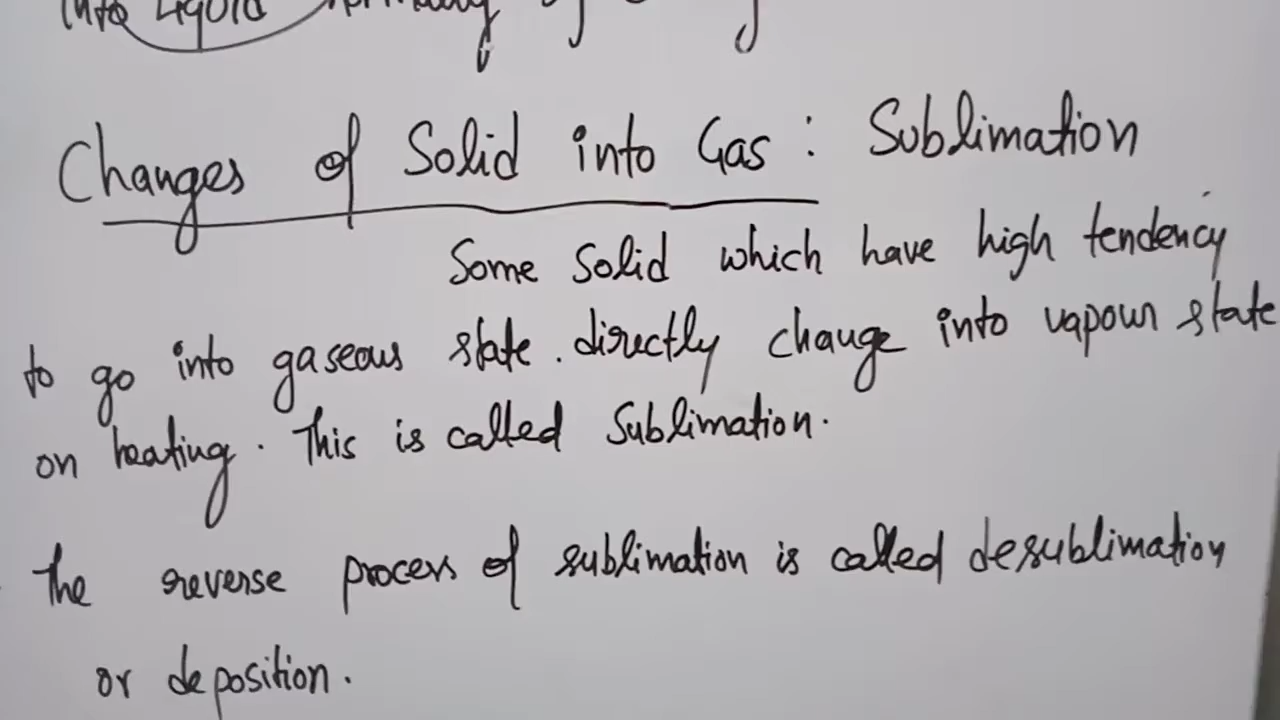 into Liquid
Changes of Solid into Gas : Sublimation
Some Solid which have high tendency
to go into gaseous state . directly change into vapour state
on heating . This is called Sublimation.
The reverse process of sublimation is called desublimation
or deposition.